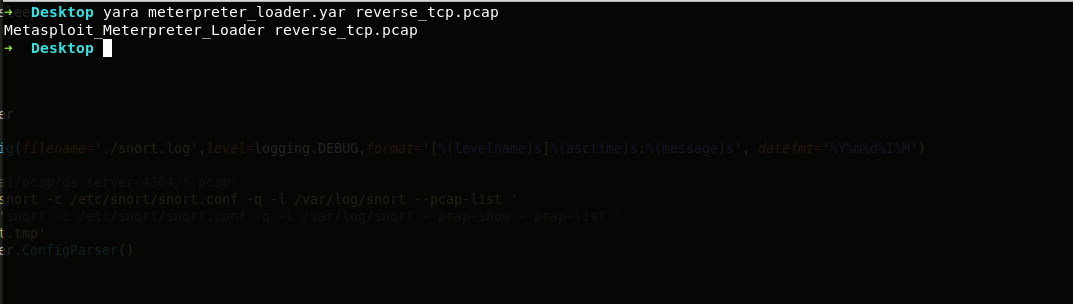 ➜ Desktop yara meterpreter_loader.yar reverse_tcp.pcap
Metasploit_Meterpreter_Loader reverse_tcp.pcap
➜ Desktop
er
ig(filename='./snort.log',level=logging.DEBUG,format='[%(levelname)s]%(asctime)s:%(message)s', datefmt='%Y%m%d%I%M')
/pcap/gs-server-4304/*.pcap'
snort -c /etc/snort/snort.conf -q -l /var/log/snort --pcap-list '
'snort -c /etc/snort/snort.conf -q -l /var/log/snort --pcap-show --pcap-list '
t.tmp'
er.ConfigParser()